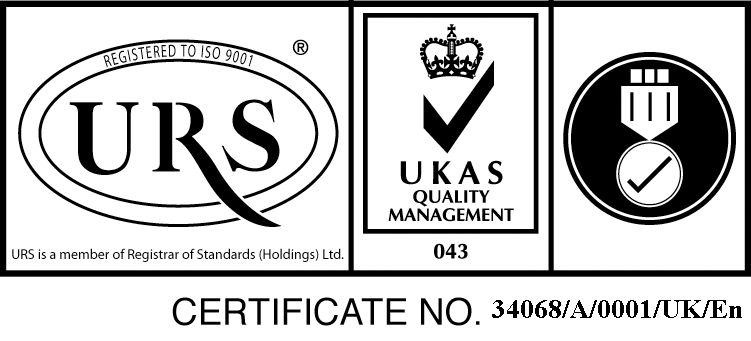 REGISTERED TO ISO 9001
®
URS
URS is a member of Registrar of Standards (Holdings) Ltd.
UKAS
QUALITY
MANAGEMENT
043
CERTIFICATE NO. 34068/A/0001/UK/En